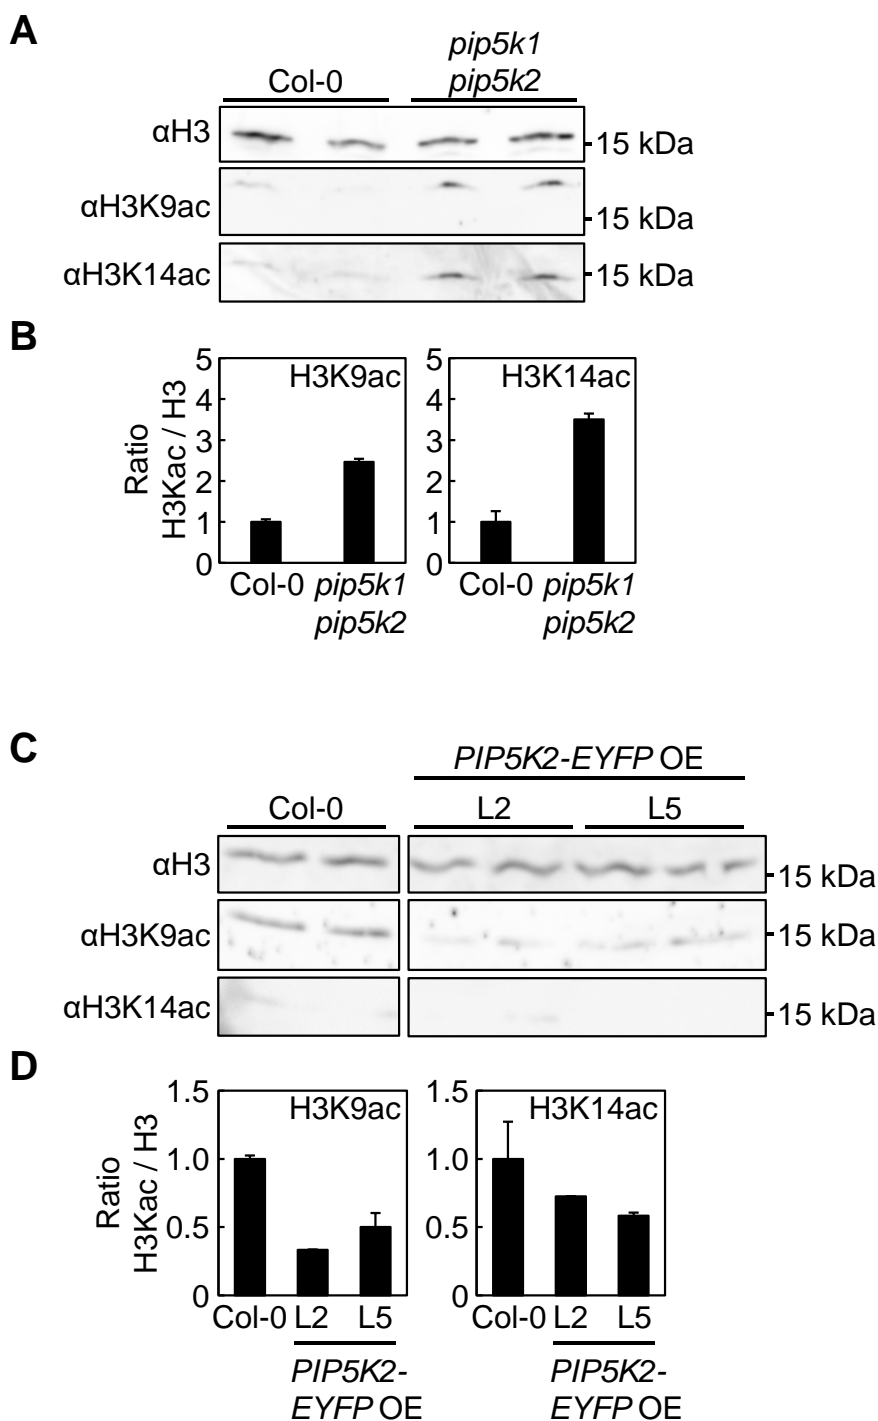 A
Col-0
pip5k1
pip5k2
αH3
15 kDa
αH3K9ac
15 kDa
αH3K14ac
15 kDa
B
Ratio
H3Kac / H3
5
4
3
2
1
0
H3K9ac
Col-0
pip5k1
pip5k2
5
4
3
2
1
0
H3K14ac
Col-0
pip5k1
pip5k2
C
PIP5K2-EYFP OE
Col-0
L2
L5
αH3
15 kDa
αH3K9ac
15 kDa
αH3K14ac
15 kDa
D
Ratio
H3Kac / H3
1.5
1.0
0.5
0
H3K9ac
Col-0 L2 L5
PIP5K2-
EYFP OE
1.5
1.0
0.5
0
H3K14ac
Col-0 L2 L5
PIP5K2-
EYFP OE